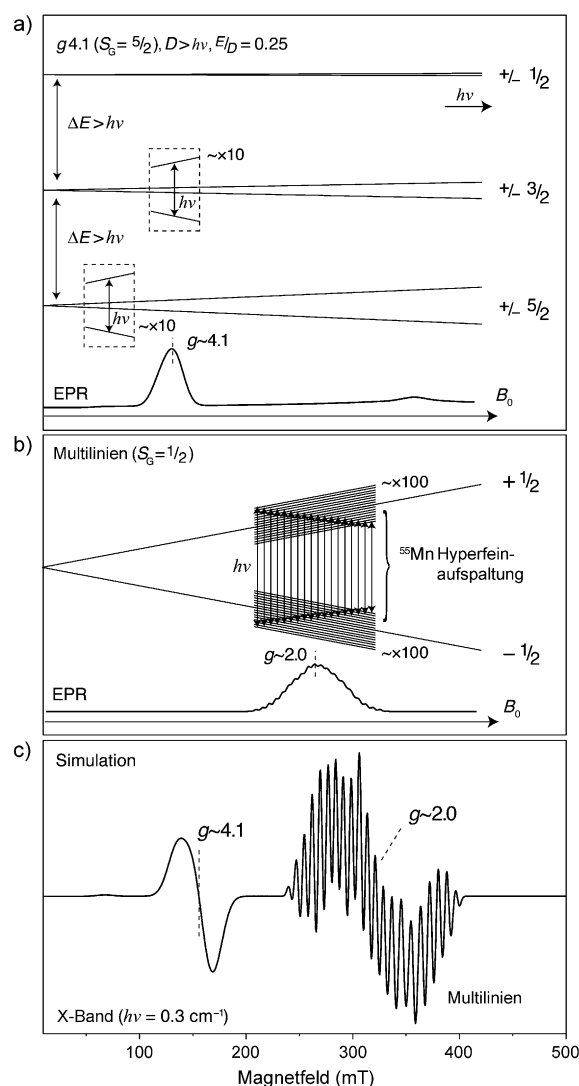 a)
g 4.1 (S_G = 5/2), D > hν, E/D = 0.25
+/− 1/2
hν
ΔE > hν
~×10
hν
+/− 3/2
ΔE > hν
hν
~×10
+/− 5/2
g~4.1
EPR
B₀
b)
Multilinien (S_G = 1/2)
~×100
+ 1/2
hν
⁵⁵Mn Hyperfein-
aufspaltung
~×100
− 1/2
g~2.0
EPR
B₀
c)
Simulation
g~4.1
g~2.0
Multilinien
X-Band (hν = 0.3 cm⁻¹)
100 200 300 400 500
Magnetfeld (mT)